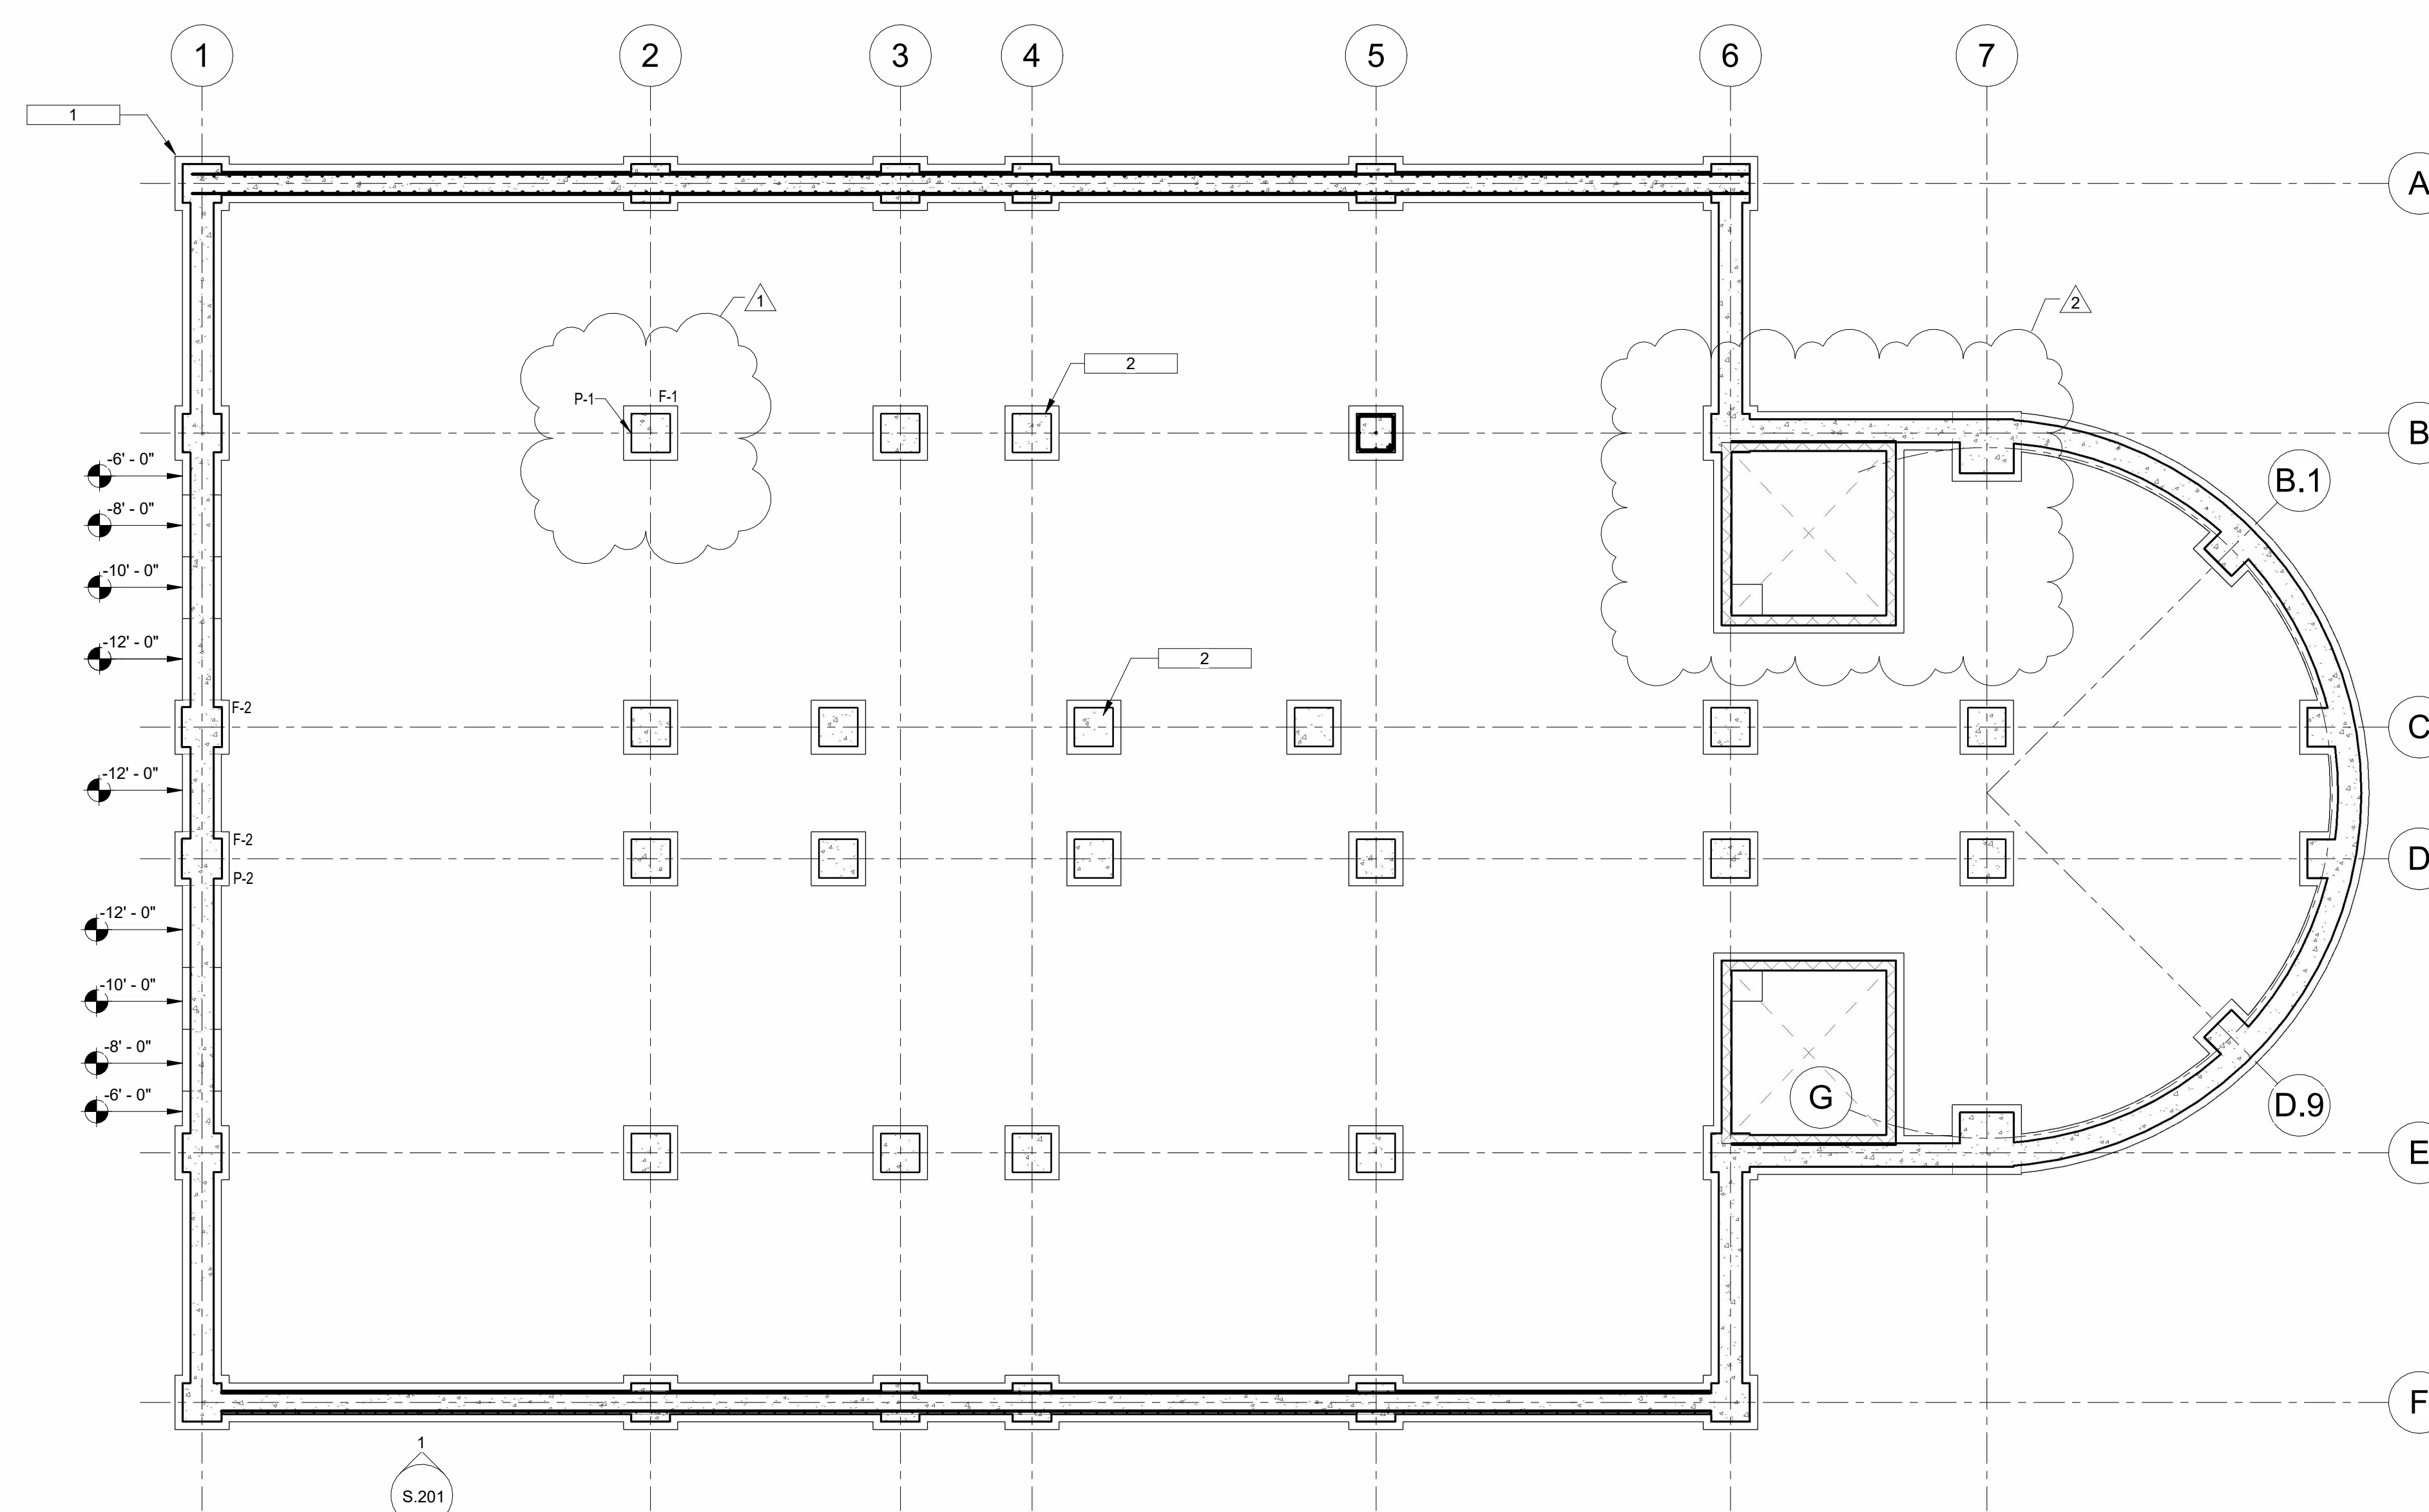 1 2 3 4 5 6 7
1
A
1
2
2
P-1
F-1
B
-6' - 0"
B.1
-8' - 0"
-10' - 0"
-12' - 0"
2
F-2
C
-12' - 0"
F-2
D
P-2
-12' - 0"
-10' - 0"
-8' - 0"
-6' - 0"
G
D.9
E
F
1
S.201